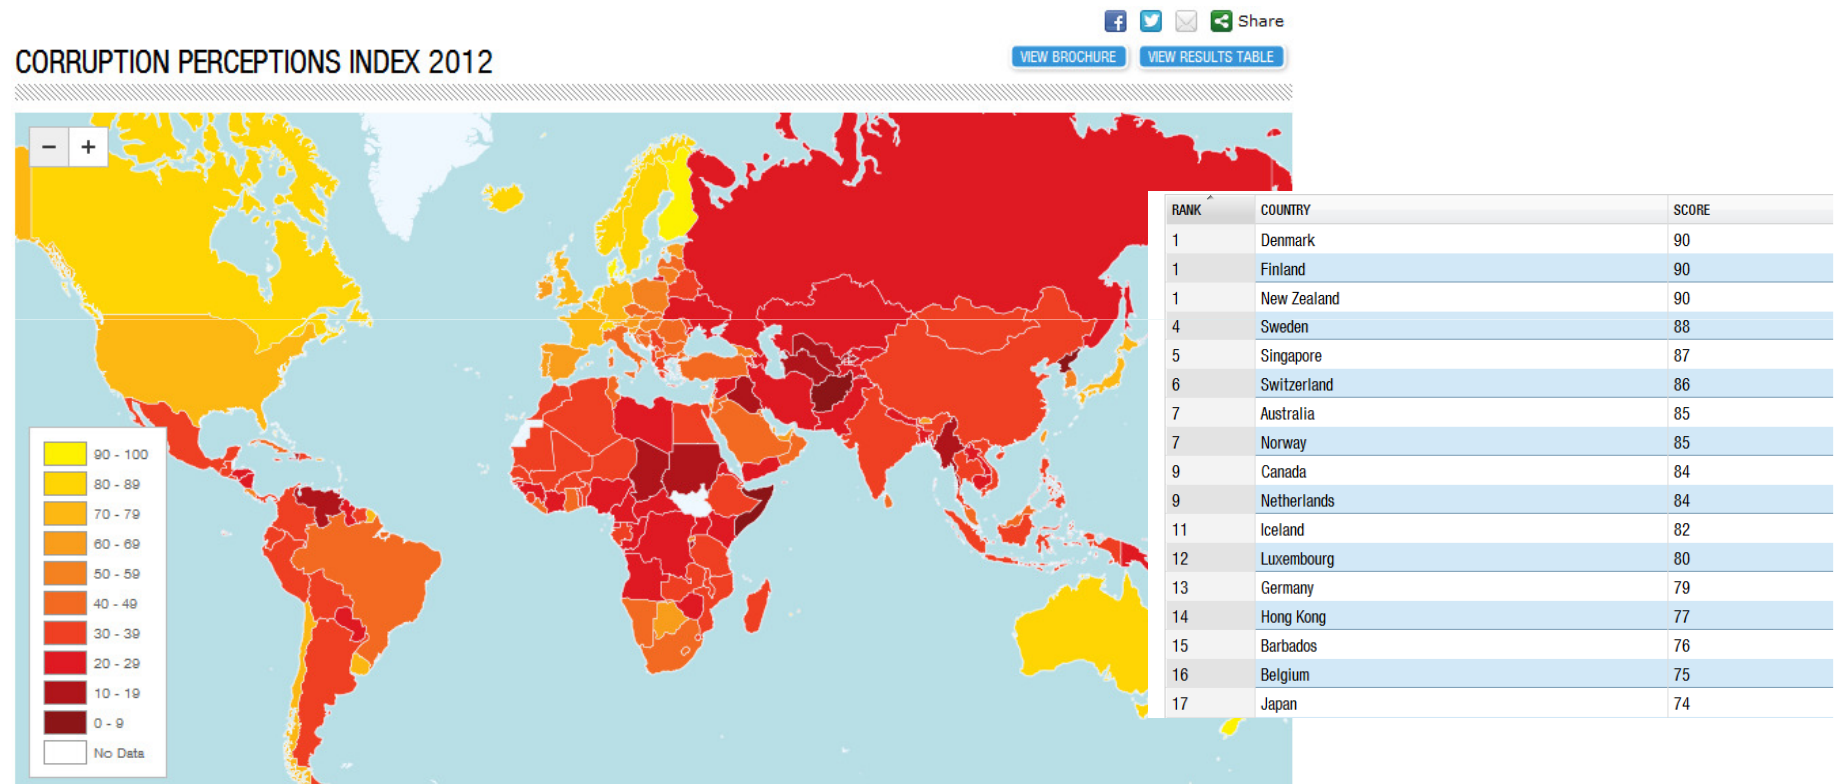 Share
CORRUPTION PERCEPTIONS INDEX 2012
VIEW BROCHURE VIEW RESULTS TABLE
− +
90 - 100
80 - 89
70 - 79
60 - 69
50 - 59
40 - 49
30 - 39
20 - 29
10 - 19
0 - 9
No Data
RANK COUNTRY SCORE
1 Denmark 90
1 Finland 90
1 New Zealand 90
4 Sweden 88
5 Singapore 87
6 Switzerland 86
7 Australia 85
7 Norway 85
9 Canada 84
9 Netherlands 84
11 Iceland 82
12 Luxembourg 80
13 Germany 79
14 Hong Kong 77
15 Barbados 76
16 Belgium 75
17 Japan 74